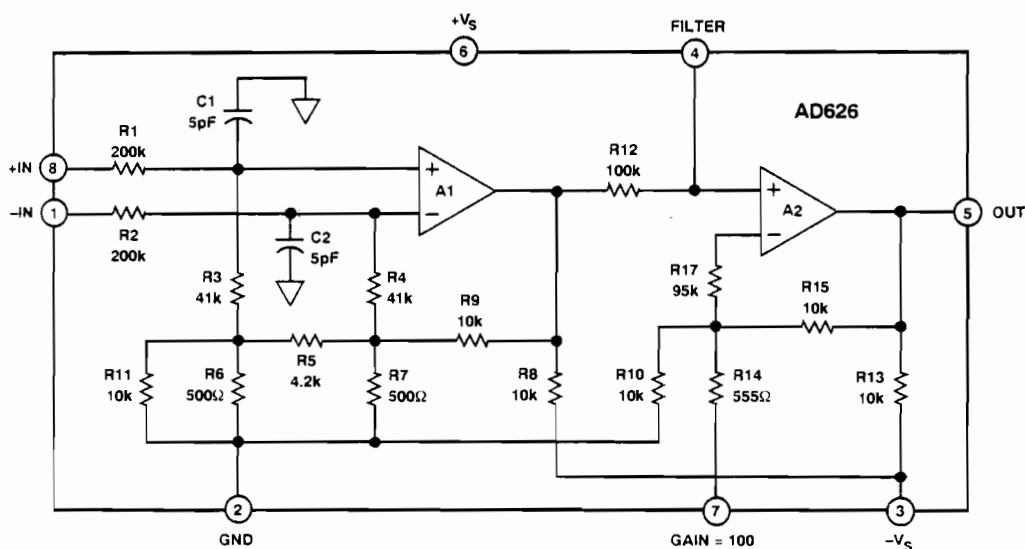 +VS
6
FILTER
4
AD626
C1
5pF
R1
200k
+IN
8
–IN
1
R2
200k
C2
5pF
+
A1
–
R12
100k
+
A2
–
5
OUT
R3
41k
R4
41k
R9
10k
R17
95k
R15
10k
R5
4.2k
R11
10k
R6
500Ω
R7
500Ω
R8
10k
R10
10k
R14
555Ω
R13
10k
2
GND
7
GAIN = 100
3
–VS